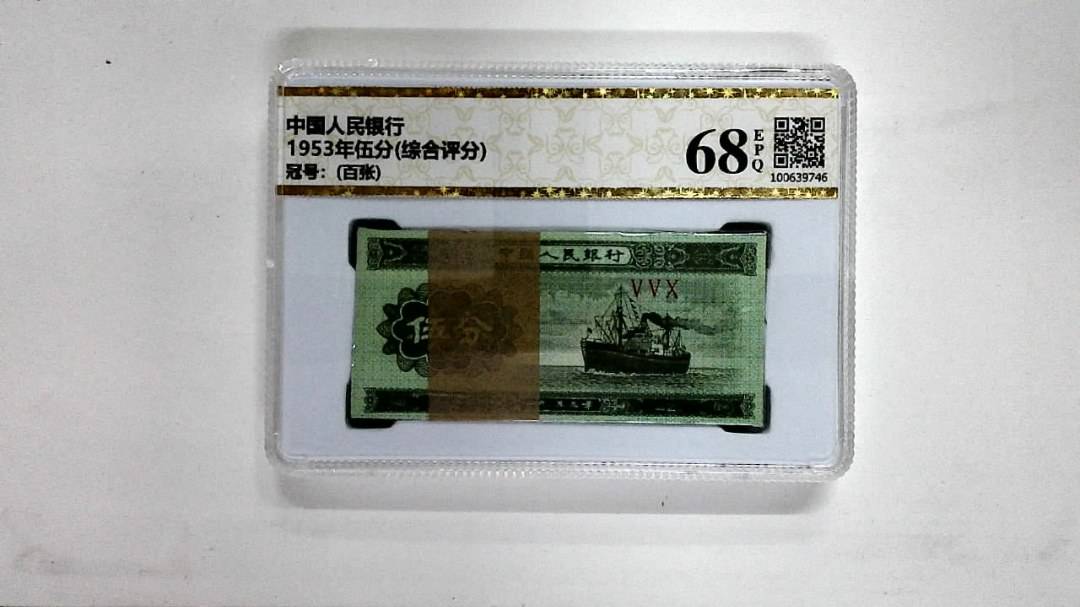 中国人民银行
1953年伍分(综合评分)
冠号：(百张)
68
EPQ
100639746
中国人民銀行
VVX
伍分